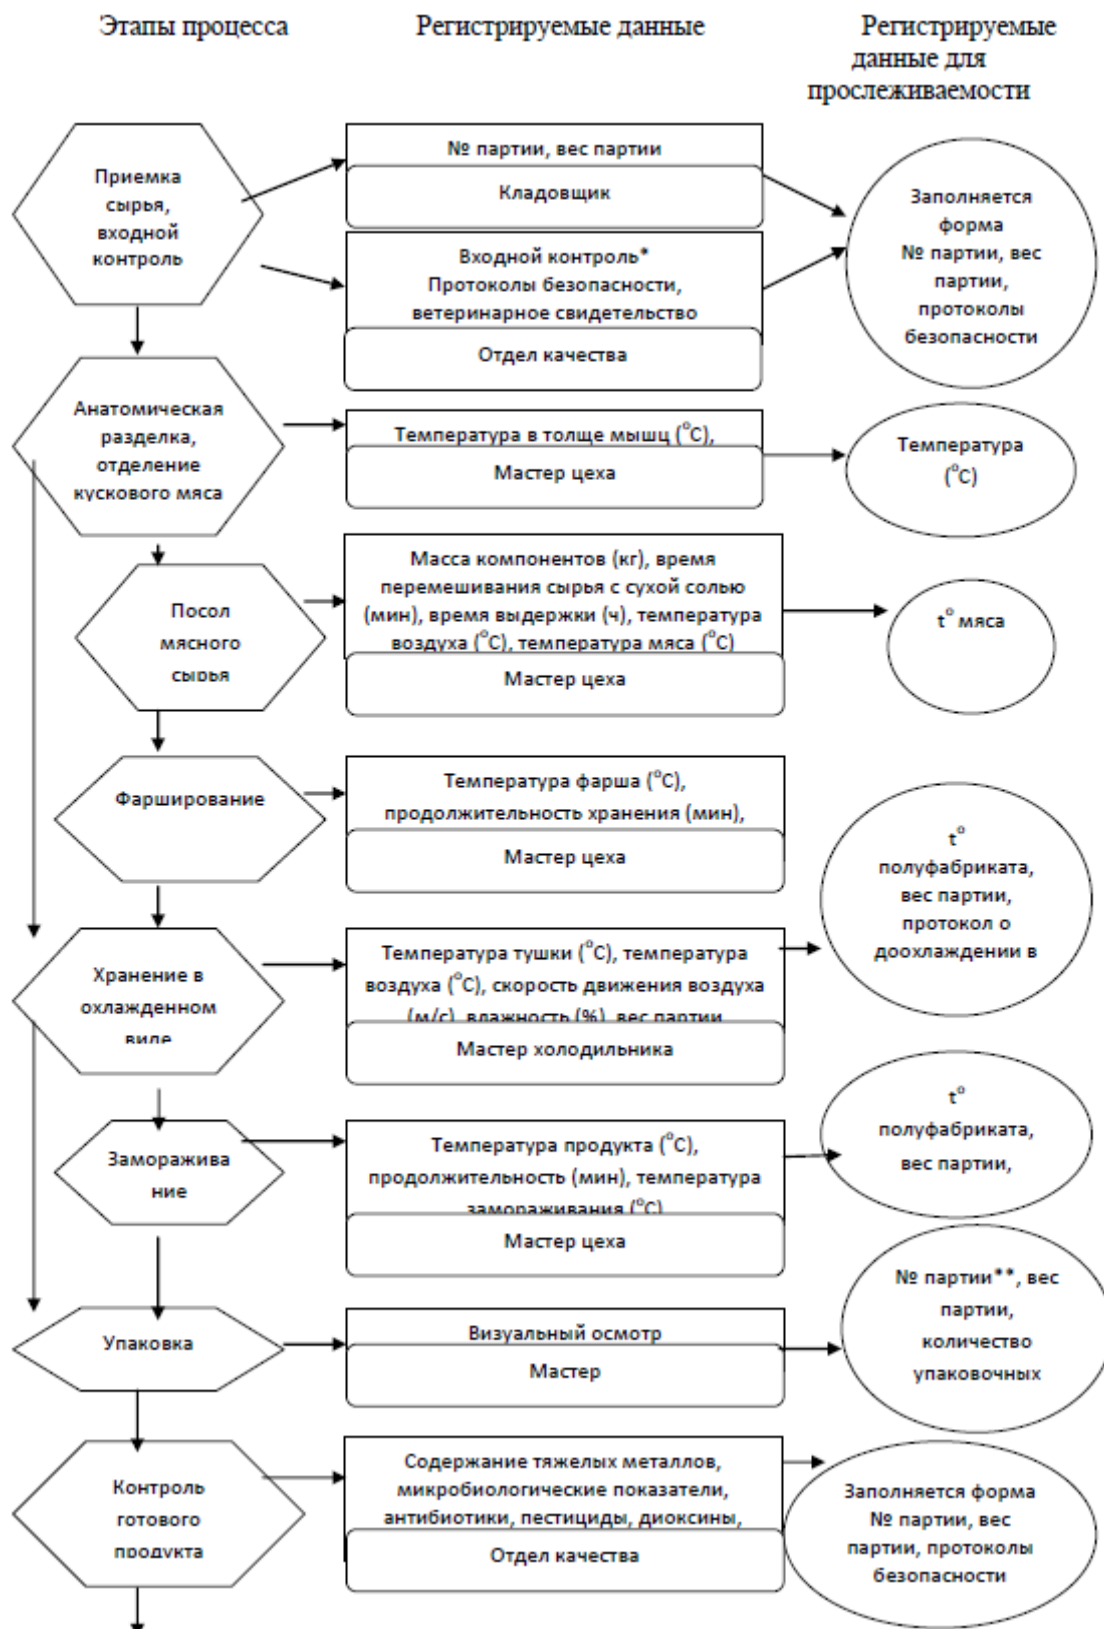 Этапы процесса
Регистрируемые данные
Регистрируемые
данные для
прослеживаемости
Приемка
сырья,
входной
контроль
№ партии, вес партии
Кладовщик
Входной контроль*
Протоколы безопасности,
ветеринарное свидетельство
Отдел качества
Заполняется
форма
№ партии, вес
партии,
протоколы
безопасности
Анатомическая
разделка,
отделение
кускового мяса
Температура в толще мышц (°С),
Мастер цеха
Температура
(°С)
Посол
мясного
сырья
Масса компонентов (кг), время
перемешивания сырья с сухой солью
(мин), время выдержки (ч), температура
воздуха (°С), температура мяса (°С)
Мастер цеха
t° мяса
Фарширование
Температура фарша (°С),
продолжительность хранения (мин),
Мастер цеха
t°
полуфабриката,
вес партии,
протокол о
доохлаждении в
Хранение в
охлажденном
виде
Температура тушки (°С), температура
воздуха (°С), скорость движения воздуха
(м/с), влажность (%), вес партии
Мастер холодильника
Заморажива
ние
Температура продукта (°С),
продолжительность (мин), температура
замораживания (°С)
Мастер цеха
t°
полуфабриката,
вес партии,
Упаковка
Визуальный осмотр
Мастер
№ партии**, вес
партии,
количество
упаковочных
Контроль
готового
продукта
Содержание тяжелых металлов,
микробиологические показатели,
антибиотики, пестициды, диоксины,
Отдел качества
Заполняется форма
№ партии, вес
партии, протоколы
безопасности